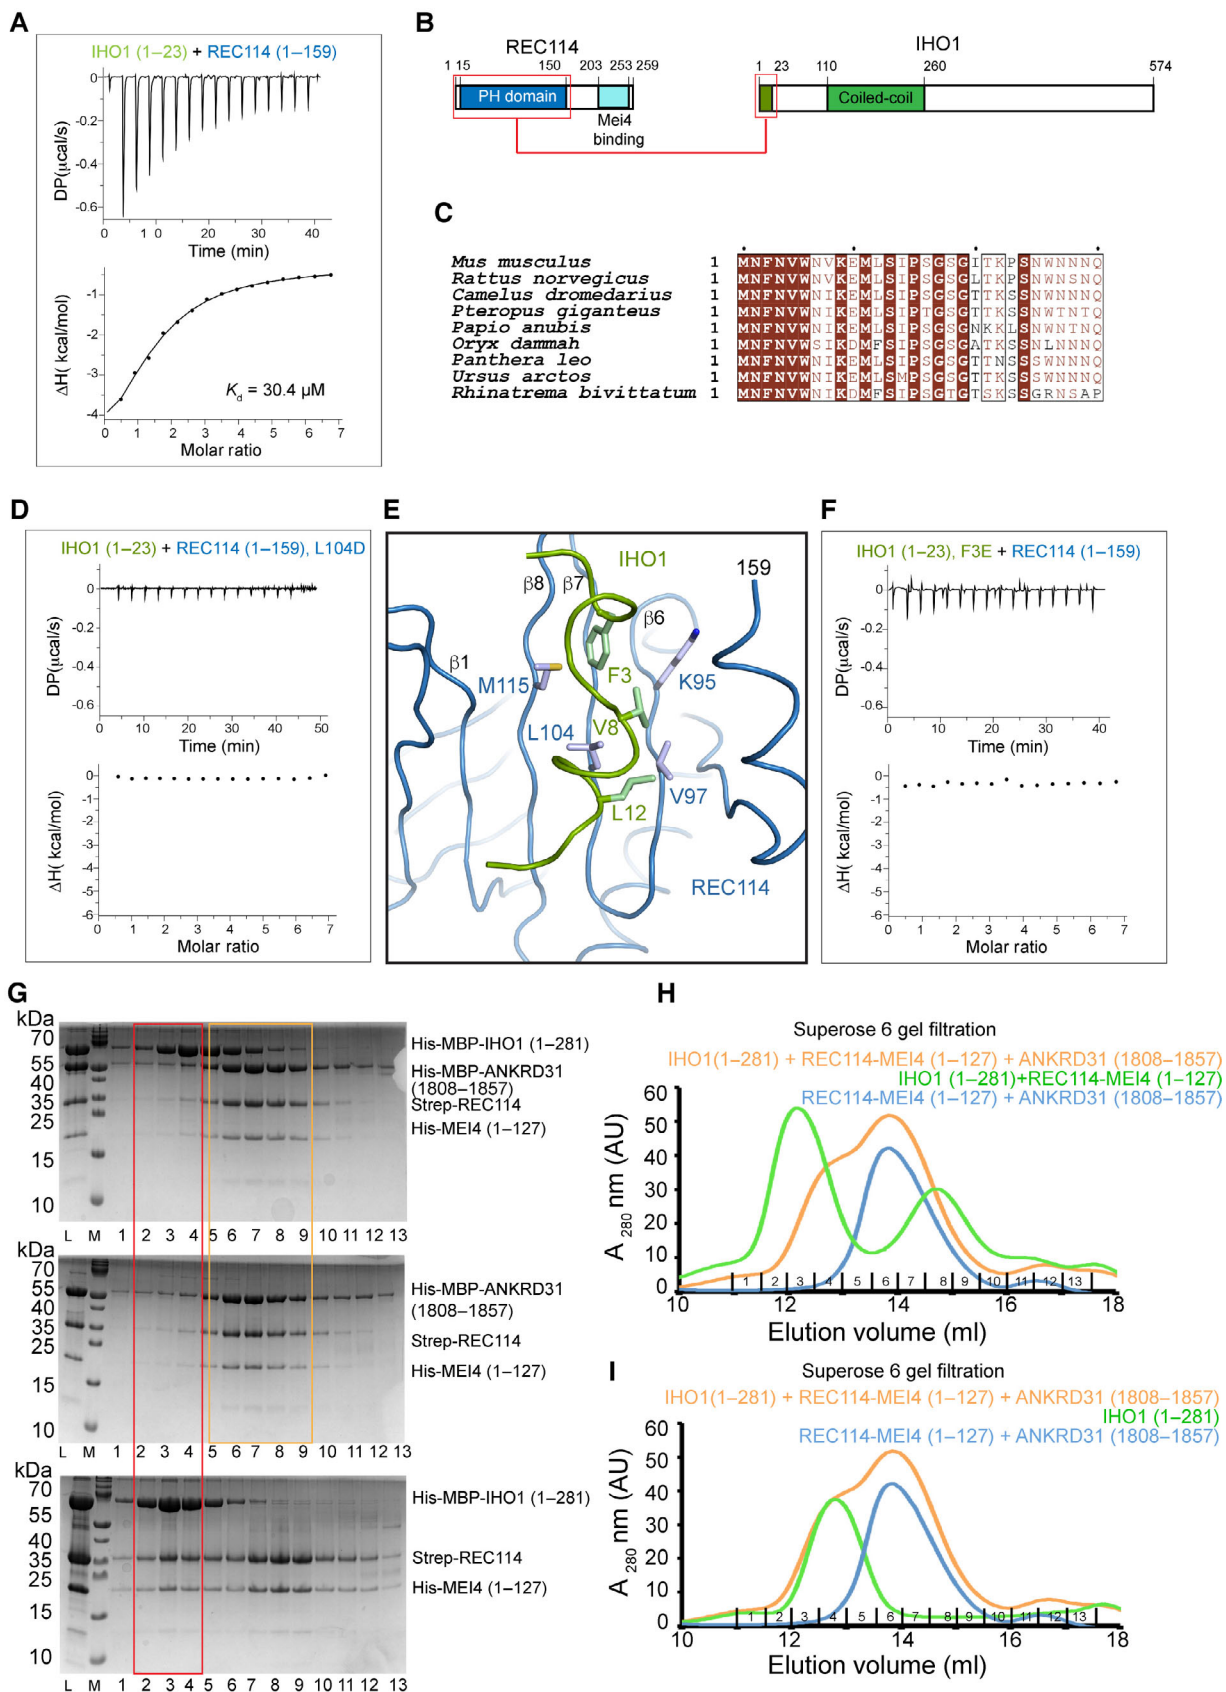 A
IHO1 (1–23) + REC114 (1–159)
0
-0.2
-0.4
-0.6
DP(µcal/s)
0 1 0 20 30 40
Time (min)
-1
-2
-3
-4
ΔH( kcal/mol)
Kd = 30.4 µM
0 1 2 3 4 5 6 7
Molar ratio
B
REC114
1 15 150 203 253 259
PH domain
Mei4
binding
IHO1
1 23 110 260 574
Coiled-coil
C
Mus musculus 1 MNFNVWNVKEMLSIPSGSGITKPSNWNNNQ
Rattus norvegicus 1 MNFNVWNVKEMLSIPSGSGLTKPSNWNNNQ
Camelus dromedarius 1 MNFNVWNIKEMLSIPSGSGTTKSSNWNNNQ
Pteropus giganteus 1 MNFNVWNIKEMLSIPTGSGTTKSSNWTNTQ
Papio anubis 1 MNFNVWNIKEMLSIPSGSGNKKLSNWNTNQ
Oryx dammah 1 MNFNVWSIKDMFSIPSGSGATKSSNLNNNQ
Panthera leo 1 MNFNVWNIKEMLSIPSGSGTTNSSSWNNNQ
Ursus arctos 1 MNFNVWNIKEMLSMPSGSGTTKSSSWNNNQ
Rhinatrema bivittatum 1 MNFNVWNIKDMFSIPSGTGTSKSSGRNSAP
D
IHO1 (1–23) + REC114 (1–159), L104D
0
-0.2
-0.4
-0.6
DP(µcal/s)
0 10 20 30 40 50
Time (min)
0
-1
-2
-3
-4
-5
-6
ΔH( kcal/mol)
0 1 2 3 4 5 6 7
Molar ratio
E
IHO1
159
β8 β7
β6
β1
F3
M115
K95
V8
L104
V97
L12
REC114
F
IHO1 (1–23), F3E + REC114 (1–159)
0
-0.2
-0.4
-0.6
DP(µcal/s)
0 10 20 30 40
Time (min)
0
-1
-2
-3
-4
-5
-6
ΔH( kcal/mol)
0 1 2 3 4 5 6 7
Molar ratio
G
kDa
70
55
40
35
25
15
10
His-MBP-IHO1 (1–281)
His-MBP-ANKRD31
(1808–1857)
Strep-REC114
His-MEI4 (1–127)
L M 1 2 3 4 5 6 7 8 9 10 11 12 13
kDa
70
55
40
35
25
15
10
His-MBP-ANKRD31
(1808–1857)
Strep-REC114
His-MEI4 (1–127)
L M 1 2 3 4 5 6 7 8 9 10 11 12 13
kDa
70
55
40
35
25
15
10
His-MBP-IHO1 (1–281)
Strep-REC114
His-MEI4 (1–127)
L M 1 2 3 4 5 6 7 8 9 10 11 12 13
H
Superose 6 gel filtration
IHO1(1–281) + REC114-MEI4 (1–127) + ANKRD31 (1808–1857)
IHO1 (1–281)+REC114-MEI4 (1–127)
REC114-MEI4 (1–127) + ANKRD31 (1808–1857)
60
50
40
30
20
10
0
A 280 nm (AU)
1 2 3 4 5 6 7 8 9 10 11 12 13
10 12 14 16 18
Elution volume (ml)
I
Superose 6 gel filtration
IHO1(1–281) + REC114-MEI4 (1–127) + ANKRD31 (1808–1857)
IHO1 (1–281)
REC114-MEI4 (1–127) + ANKRD31 (1808–1857)
60
50
40
30
20
10
0
A 280 nm (AU)
1 2 3 4 5 6 7 8 9 10 11 12 13
10 12 14 16 18
Elution volume (ml)